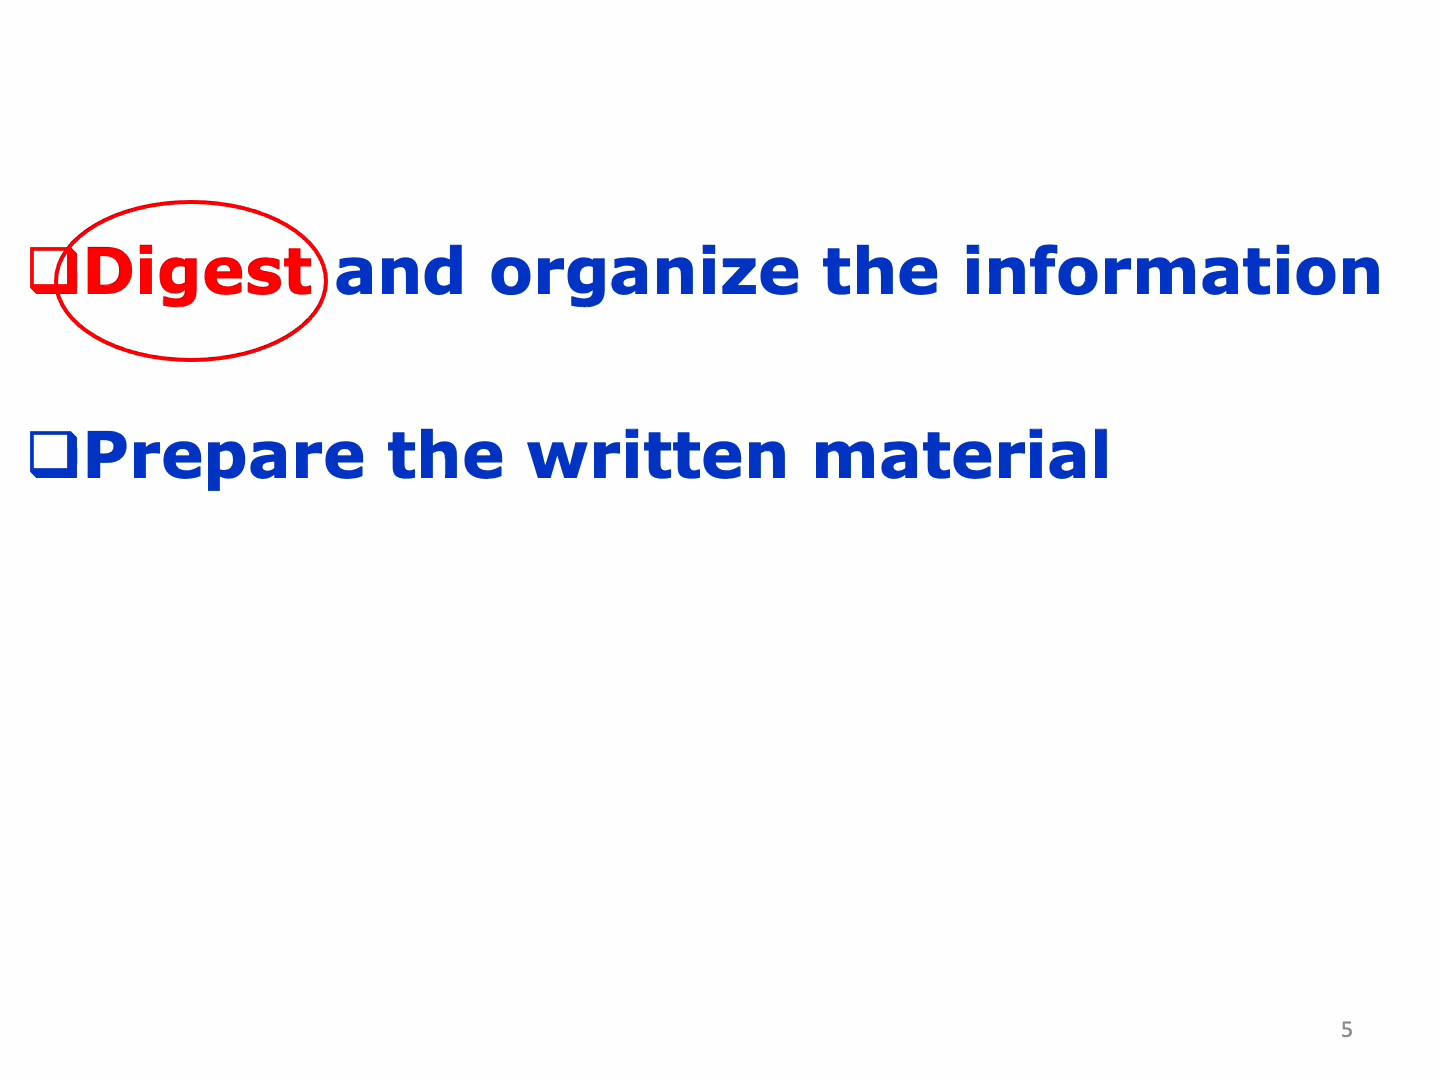 ❑Digest and organize the information
❑Prepare the written material
5